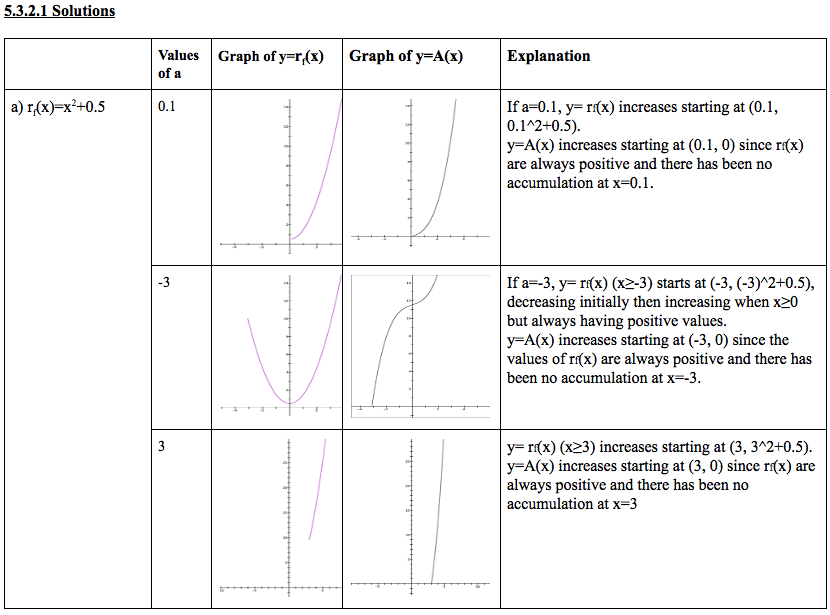 5.3.2.1 Solutions
Values of a
Graph of y=rf(x)
Graph of y=A(x)
Explanation
a) rf(x)=x²+0.5
0.1
If a=0.1, y= rf(x) increases starting at (0.1,
0.1^2+0.5).
y=A(x) increases starting at (0.1, 0) since rf(x)
are always positive and there has been no
accumulation at x=0.1.
-3
If a=-3, y= rf(x) (x≥-3) starts at (-3, (-3)^2+0.5),
decreasing initially then increasing when x≥0
but always having positive values.
y=A(x) increases starting at (-3, 0) since the
values of rf(x) are always positive and there has
been no accumulation at x=-3.
3
y= rf(x) (x≥3) increases starting at (3, 3^2+0.5).
y=A(x) increases starting at (3, 0) since rf(x) are
always positive and there has been no
accumulation at x=3